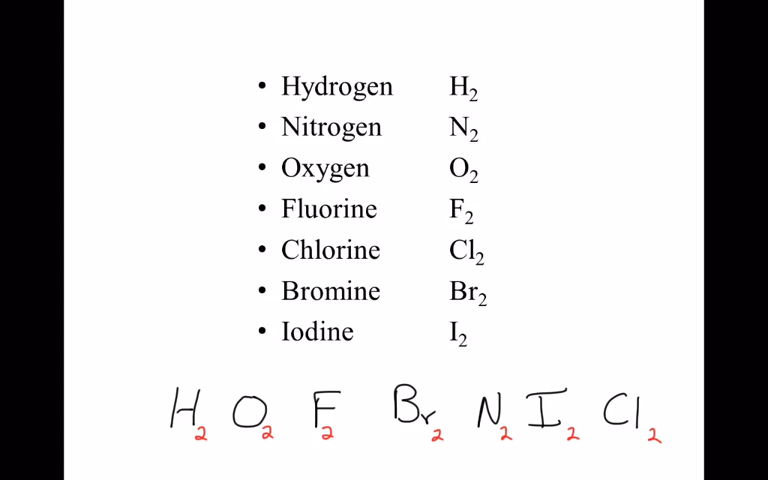 • Hydrogen H₂
• Nitrogen N₂
• Oxygen O₂
• Fluorine F₂
• Chlorine Cl₂
• Bromine Br₂
• Iodine I₂
H₂ O₂ F₂ Br₂ N₂ I₂ Cl₂